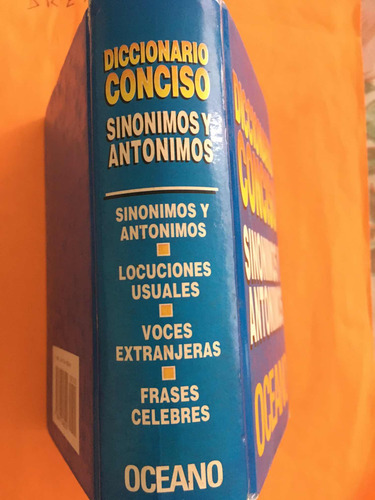 DICCIONARIO
CONCISO
SINONIMOS Y
ANTONIMOS
SINONIMOS Y
ANTONIMOS
LOCUCIONES
USUALES
VOCES
EXTRANJERAS
FRASES
CELEBRES
OCEANO
DICCIONARIO
CONCISO
SINONIMOS
ANTONIMOS
OCEANO